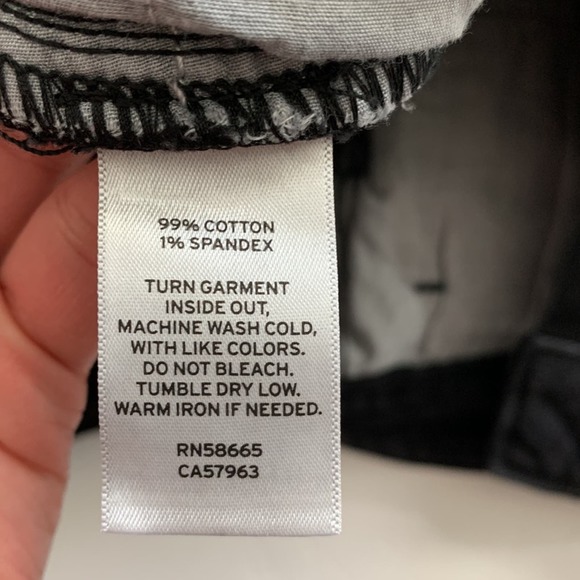 99% COTTON
1% SPANDEX
TURN GARMENT
INSIDE OUT,
MACHINE WASH COLD,
WITH LIKE COLORS.
DO NOT BLEACH.
TUMBLE DRY LOW.
WARM IRON IF NEEDED.
RN58665
CA57963